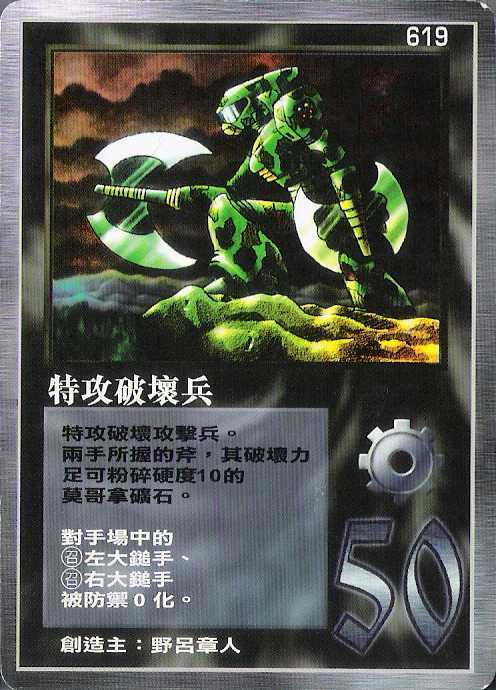 619
特攻破壞兵
特攻破壞攻擊兵。
兩手所握的斧，其破壞力
足可粉碎硬度10的
莫哥拿礦石。
對手場中的
㊟左大鎚手、
㊟右大鎚手
被防禦0化。
50
創造主：野呂章人